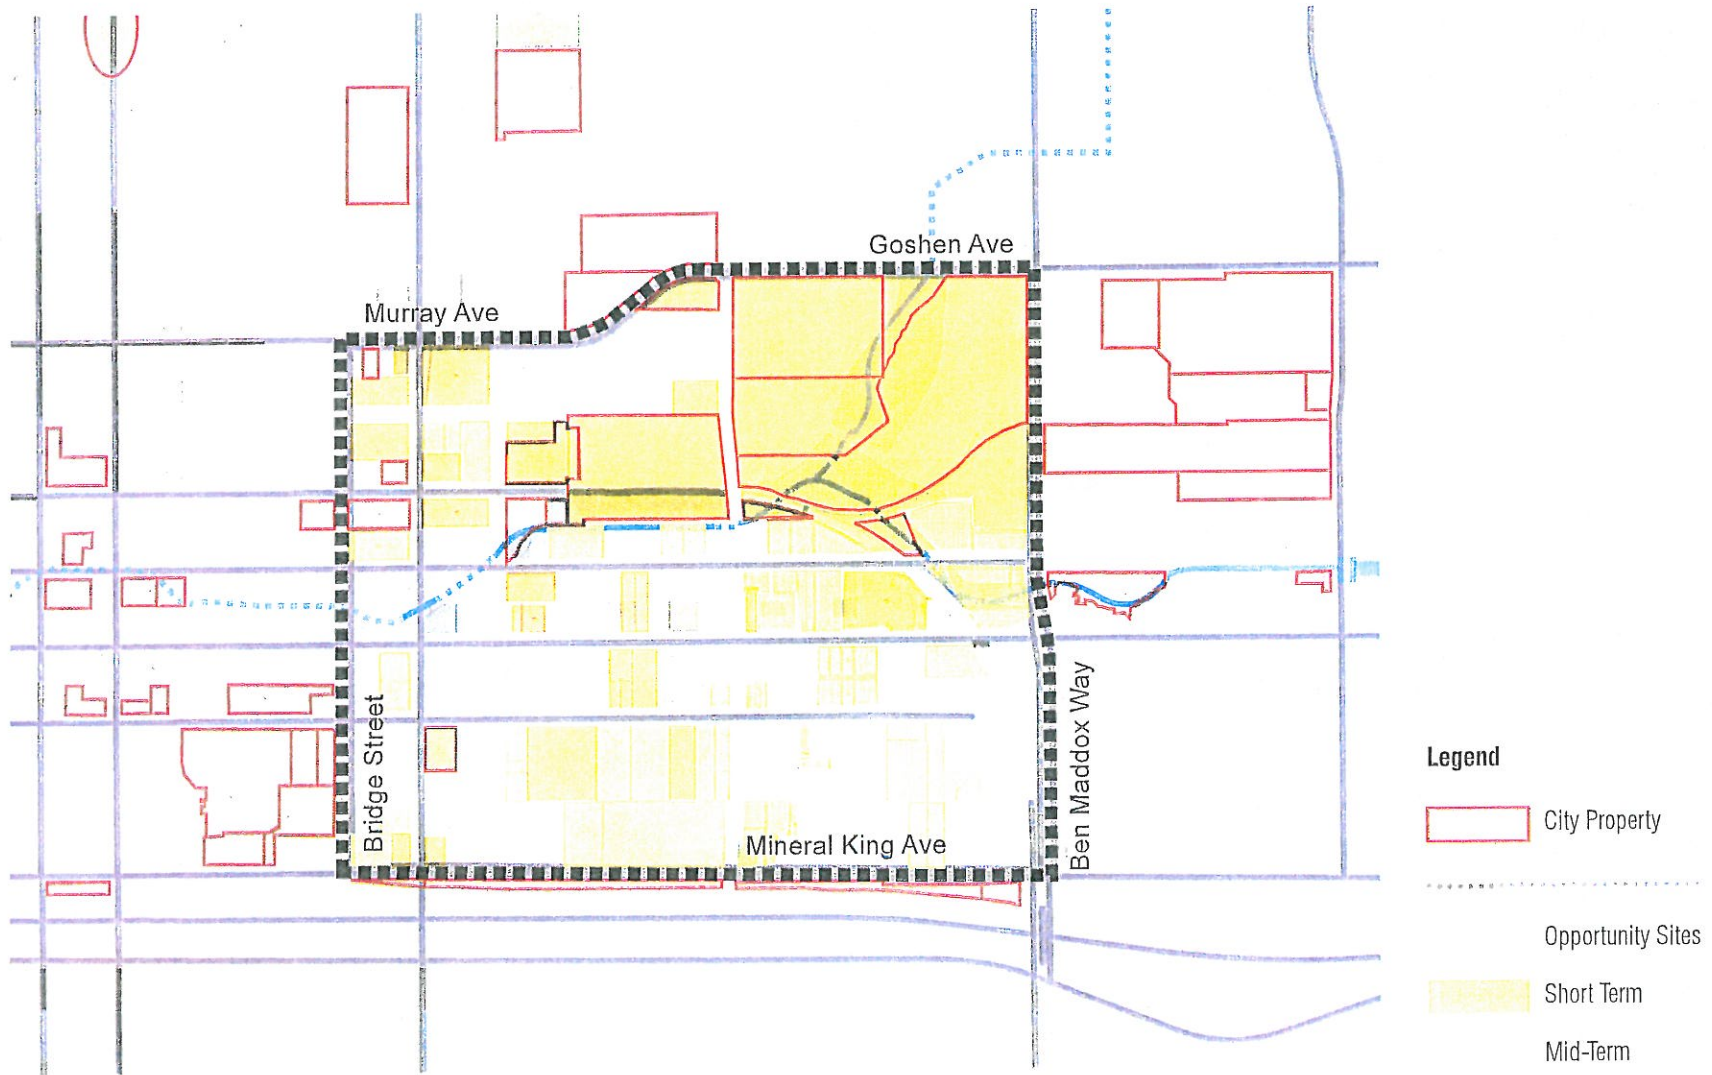 Goshen Ave
Murray Ave
Bridge Street
Ben Maddox Way
Mineral King Ave
Legend
City Property
Opportunity Sites
Short Term
Mid-Term